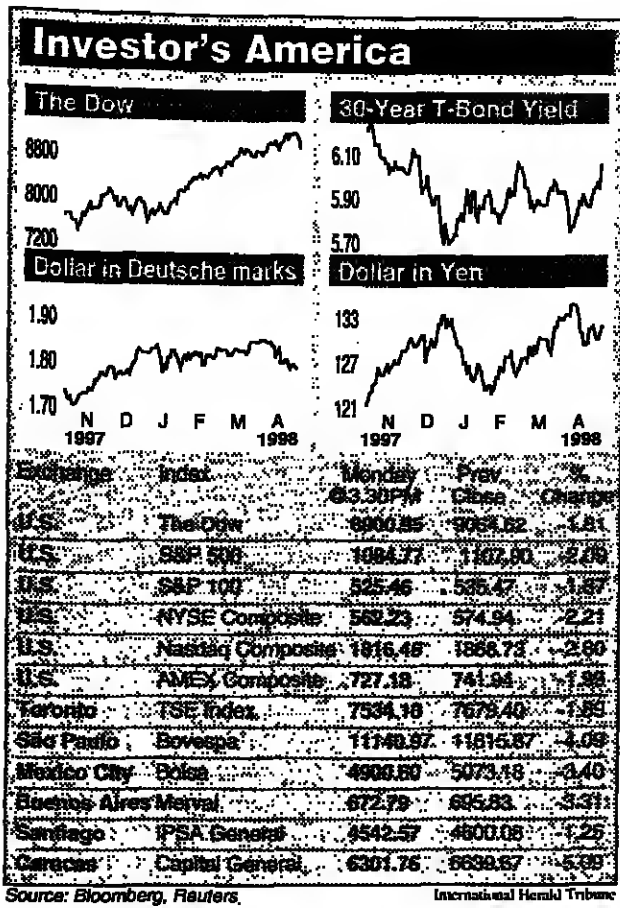 Investor's America
The Dow
30-Year T-Bond Yield
8800
8000
7200
6.10
5.90
5.70
Dollar in Deutsche marks
Dollar in Yen
1.90
1.80
1.70
133
127
121
N D J F M A
1997 1998
N D J F M A
1997 1998
Exchange Index Monday Prev. %
@3.30PM Close Change
U.S. The Dow 8900.85 9064.62 -1.81
U.S. S&P 500 1084.77 1107.90 -2.09
U.S. S&P 100 525.46 535.47 -1.87
U.S. NYSE Composite 562.23 574.94 -2.21
U.S. Nasdaq Composite 1816.46 1868.73 -2.80
U.S. AMEX Composite 727.18 741.94 -1.99
Toronto TSE Index 7534.18 7679.40 -1.89
São Paulo Bovespa 11140.97 11615.87 -4.09
Mexico City Bolsa 4900.60 5073.18 -3.40
Buenos Aires Merval 672.79 695.83 -3.31
Santiago IPSA General 4542.57 4600.08 -1.25
Caracas Capital General 6301.76 6639.67 -5.09
Source: Bloomberg, Reuters
International Herald Tribune